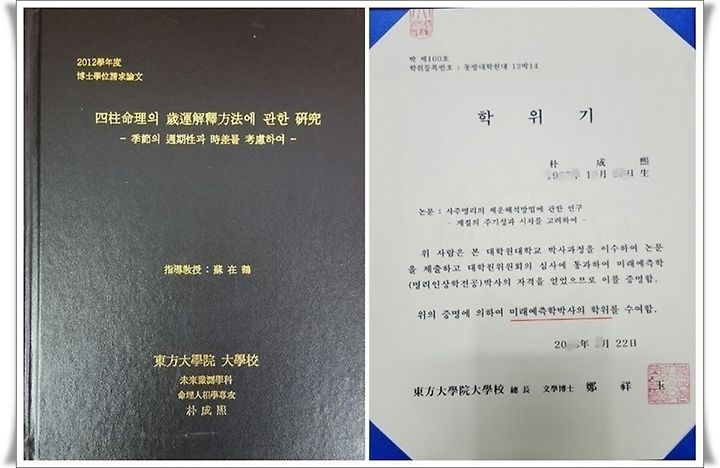 2012學年度
博士學位請求論文
四柱命理의 歲運解釋方法에 관한 硏究
- 季節의 週期性과 時差를 考慮하여 -
指導敎授 : 蘇 在 鶴
東方大學院 大學校
未來豫測學科
命理人相學專攻
朴 成 熙
박 제100호
학위등록번호 : 동방대학원대 12박14
학 위 기
朴 成 熙
日 生
논문 : 사주명리의 세운해석방법에 관한 연구
- 계절의 주기성과 시차를 고려하여 -
위 사람은 본 대학원대학교 박사과정을 이수하여 논문
을 제출하고 대학원위원회의 심사에 통과하여 미래예측학
(명리인상학전공)박사의 자격을 얻었으므로 이를 증명함.
위의 증명에 의하여 미래예측학박사의 학위를 수여함.
20 年 月 22日
東方大學院大學校 總長 文學博士 鄭 祥 玉